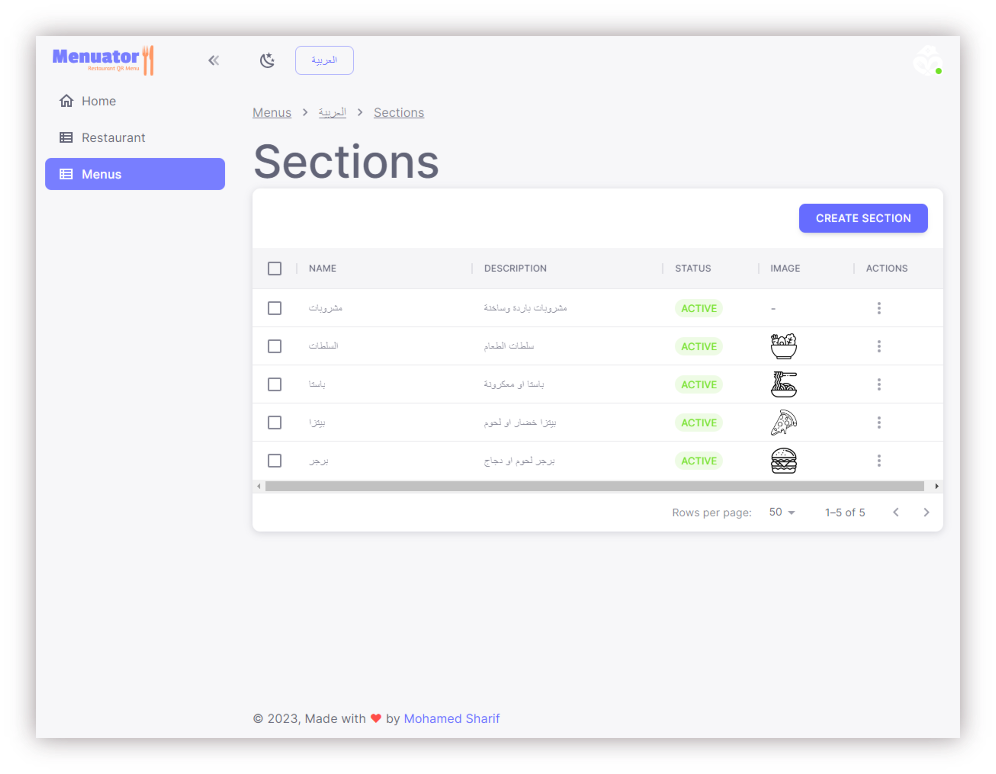 Menuator
Restaurant QR Menu
العربية
Home
Restaurant
Menus
Menus > العربية > Sections
Sections
CREATE SECTION
NAME DESCRIPTION STATUS IMAGE ACTIONS
مشروبات مشروبات باردة وساخنة ACTIVE -
السلطات سلطات الطعام ACTIVE
باستا باستا او معكرونة ACTIVE
بيتزا بيتزا خضار او لحوم ACTIVE
برجر برجر لحوم او دجاج ACTIVE
Rows per page: 50 1–5 of 5
© 2023, Made with ❤ by Mohamed Sharif